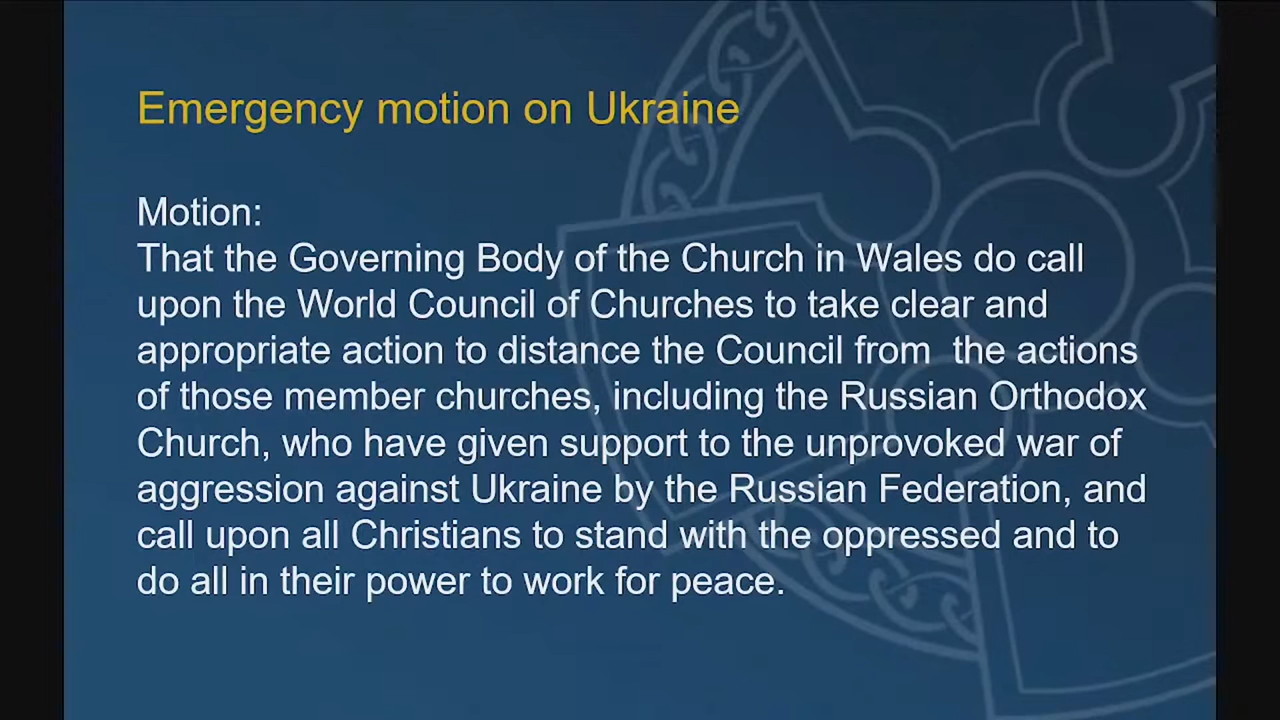 Emergency motion on Ukraine
Motion:
That the Governing Body of the Church in Wales do call
upon the World Council of Churches to take clear and
appropriate action to distance the Council from  the actions
of those member churches, including the Russian Orthodox
Church, who have given support to the unprovoked war of
aggression against Ukraine by the Russian Federation, and
call upon all Christians to stand with the oppressed and to
do all in their power to work for peace.